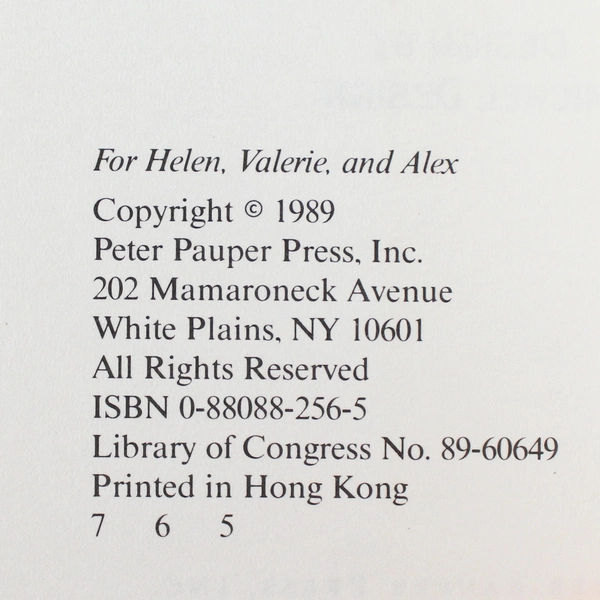 For Helen, Valerie, and Alex
Copyright © 1989
Peter Pauper Press, Inc.
202 Mamaroneck Avenue
White Plains, NY 10601
All Rights Reserved
ISBN 0-88088-256-5
Library of Congress No. 89-60649
Printed in Hong Kong
7 6 5